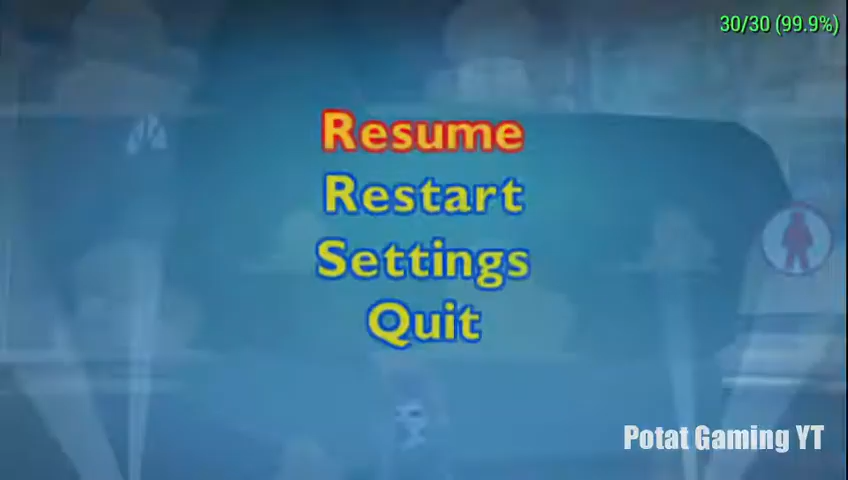 30/30 (99.9%)
Resume
Restart
Settings
Quit
Potat Gaming YT